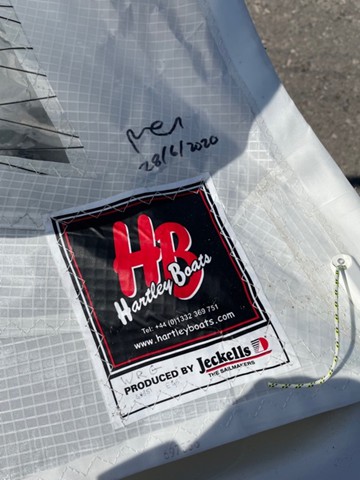 28/6/2020
HB
Hartley Boats
Tel: +44 (0)1332 369 751
www.hartleyboats.com
PRODUCED BY Jeckells
THE SAILMAKERS